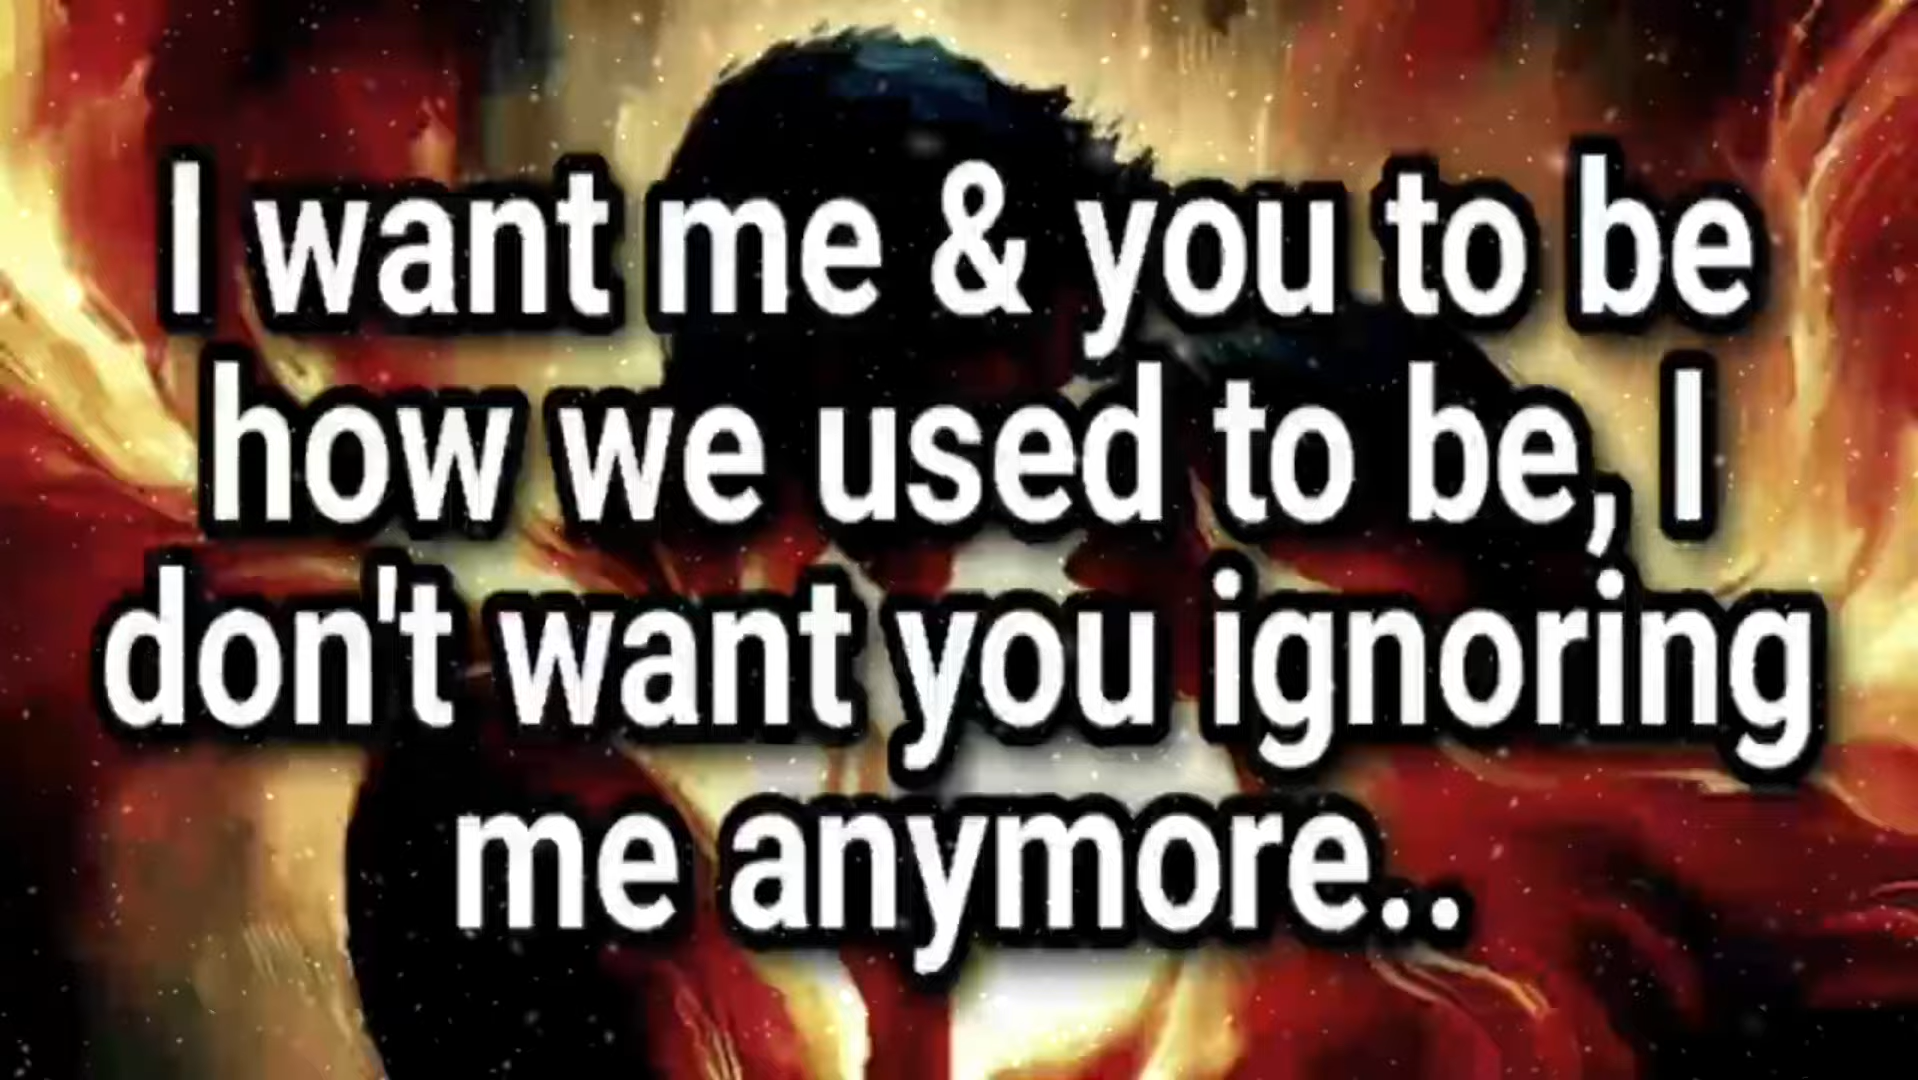 I want me & you to be
how we used to be, I
don't want you ignoring
me anymore..